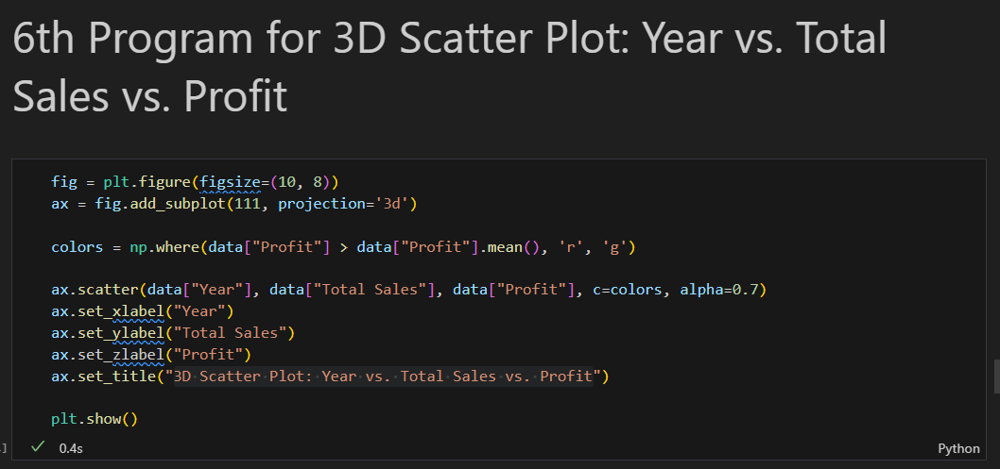 6th Program for 3D Scatter Plot: Year vs. Total
Sales vs. Profit
fig = plt.figure(figsize=(10, 8))
ax = fig.add_subplot(111, projection='3d')
colors = np.where(data["Profit"] > data["Profit"].mean(), 'r', 'g')
ax.scatter(data["Year"], data["Total Sales"], data["Profit"], c=colors, alpha=0.7)
ax.set_xlabel("Year")
ax.set_ylabel("Total Sales")
ax.set_zlabel("Profit")
ax.set_title("3D Scatter Plot: Year vs. Total Sales vs. Profit")
plt.show()
] ✓ 0.4s Python